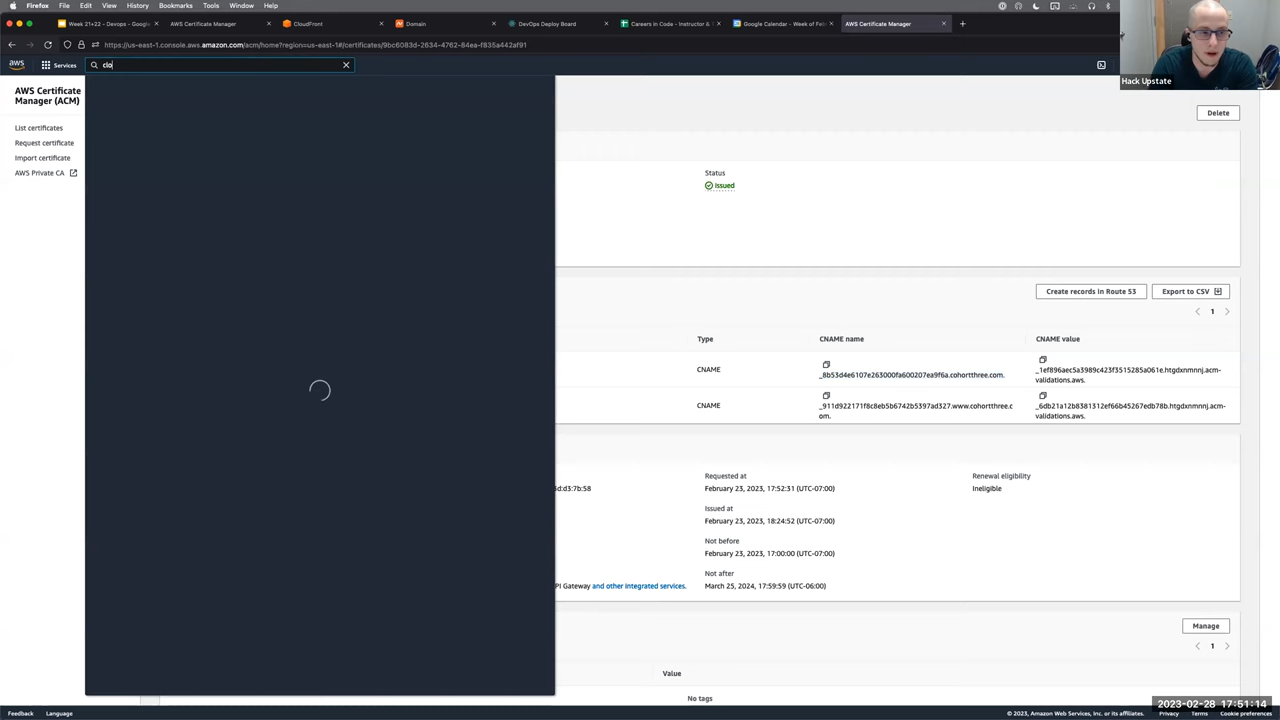 Firefox File Edit View History Bookmarks Tools Window Help
Week 21+22 - Devops - Google
AWS Certificate Manager
CloudFront
Domain
DevOps Deploy Board
Careers in Code - Instructor & T
Google Calendar - Week of Feb
AWS Certificate Manager
https://us-east-1.console.aws.amazon.com/acm/home?region=us-east-1#/certificates/9bc6083d-2634-4762-84ea-f835a442af91
aws
Services
clo
Hack Upstate
AWS Certificate
Manager (ACM)
List certificates
Request certificate
Import certificate
AWS Private CA
Delete
Status
Issued
Create records in Route 53
Export to CSV
1
Type
CNAME name
CNAME value
CNAME
_8b53d4e6107e263000fa600207ea9f6a.cohortthree.com.
_1ef896aec5a3989c423f3515285a061e.htgdxnmnnj.acm-
validations.aws.
CNAME
_911d922171f8c8eb5b6742b5397ad327.www.cohortthree.c
om.
_6db21a12b8381312ef66b45267edb78b.htgdxnmnnj.acm-
validations.aws.
Requested at
Renewal eligibility
3d:d3:7b:58
February 23, 2023, 17:52:31 (UTC-07:00)
Ineligible
Issued at
February 23, 2023, 18:24:52 (UTC-07:00)
Not before
February 23, 2023, 17:00:00 (UTC-07:00)
Not after
PI Gateway and other integrated services.
March 25, 2024, 17:59:59 (UTC-06:00)
Manage
1
Value
No tags
2023-02-28 17:51:14
Feedback
Language
© 2023, Amazon Web Services, Inc. or its affiliates.
Privacy
Terms
Cookie preferences